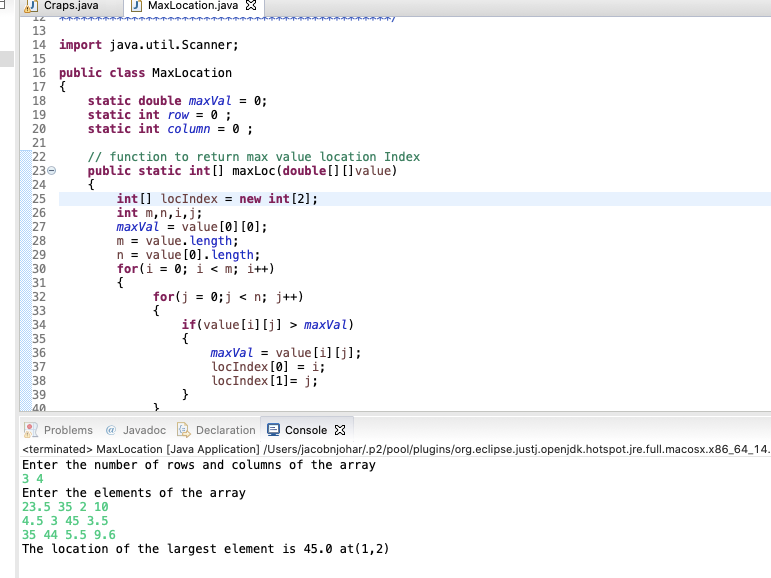 Craps.java MaxLocation.java
12 **********************************************/
13
14 import java.util.Scanner;
15
16 public class MaxLocation
17 {
18 static double maxVal = 0;
19 static int row = 0 ;
20 static int column = 0 ;
21
22 // function to return max value location Index
23 public static int[] maxLoc(double[][]value)
24 {
25 int[] locIndex = new int[2];
26 int m,n,i,j;
27 maxVal = value[0][0];
28 m = value.length;
29 n = value[0].length;
30 for(i = 0; i < m; i++)
31 {
32 for(j = 0;j < n; j++)
33 {
34 if(value[i][j] > maxVal)
35 {
36 maxVal = value[i][j];
37 locIndex[0] = i;
38 locIndex[1]= j;
39 }
40 }
Problems @ Javadoc Declaration Console
<terminated> MaxLocation [Java Application] /Users/jacobnjohar/.p2/pool/plugins/org.eclipse.justj.openjdk.hotspot.jre.full.macosx.x86_64_14.
Enter the number of rows and columns of the array
3 4
Enter the elements of the array
23.5 35 2 10
4.5 3 45 3.5
35 44 5.5 9.6
The location of the largest element is 45.0 at(1,2)